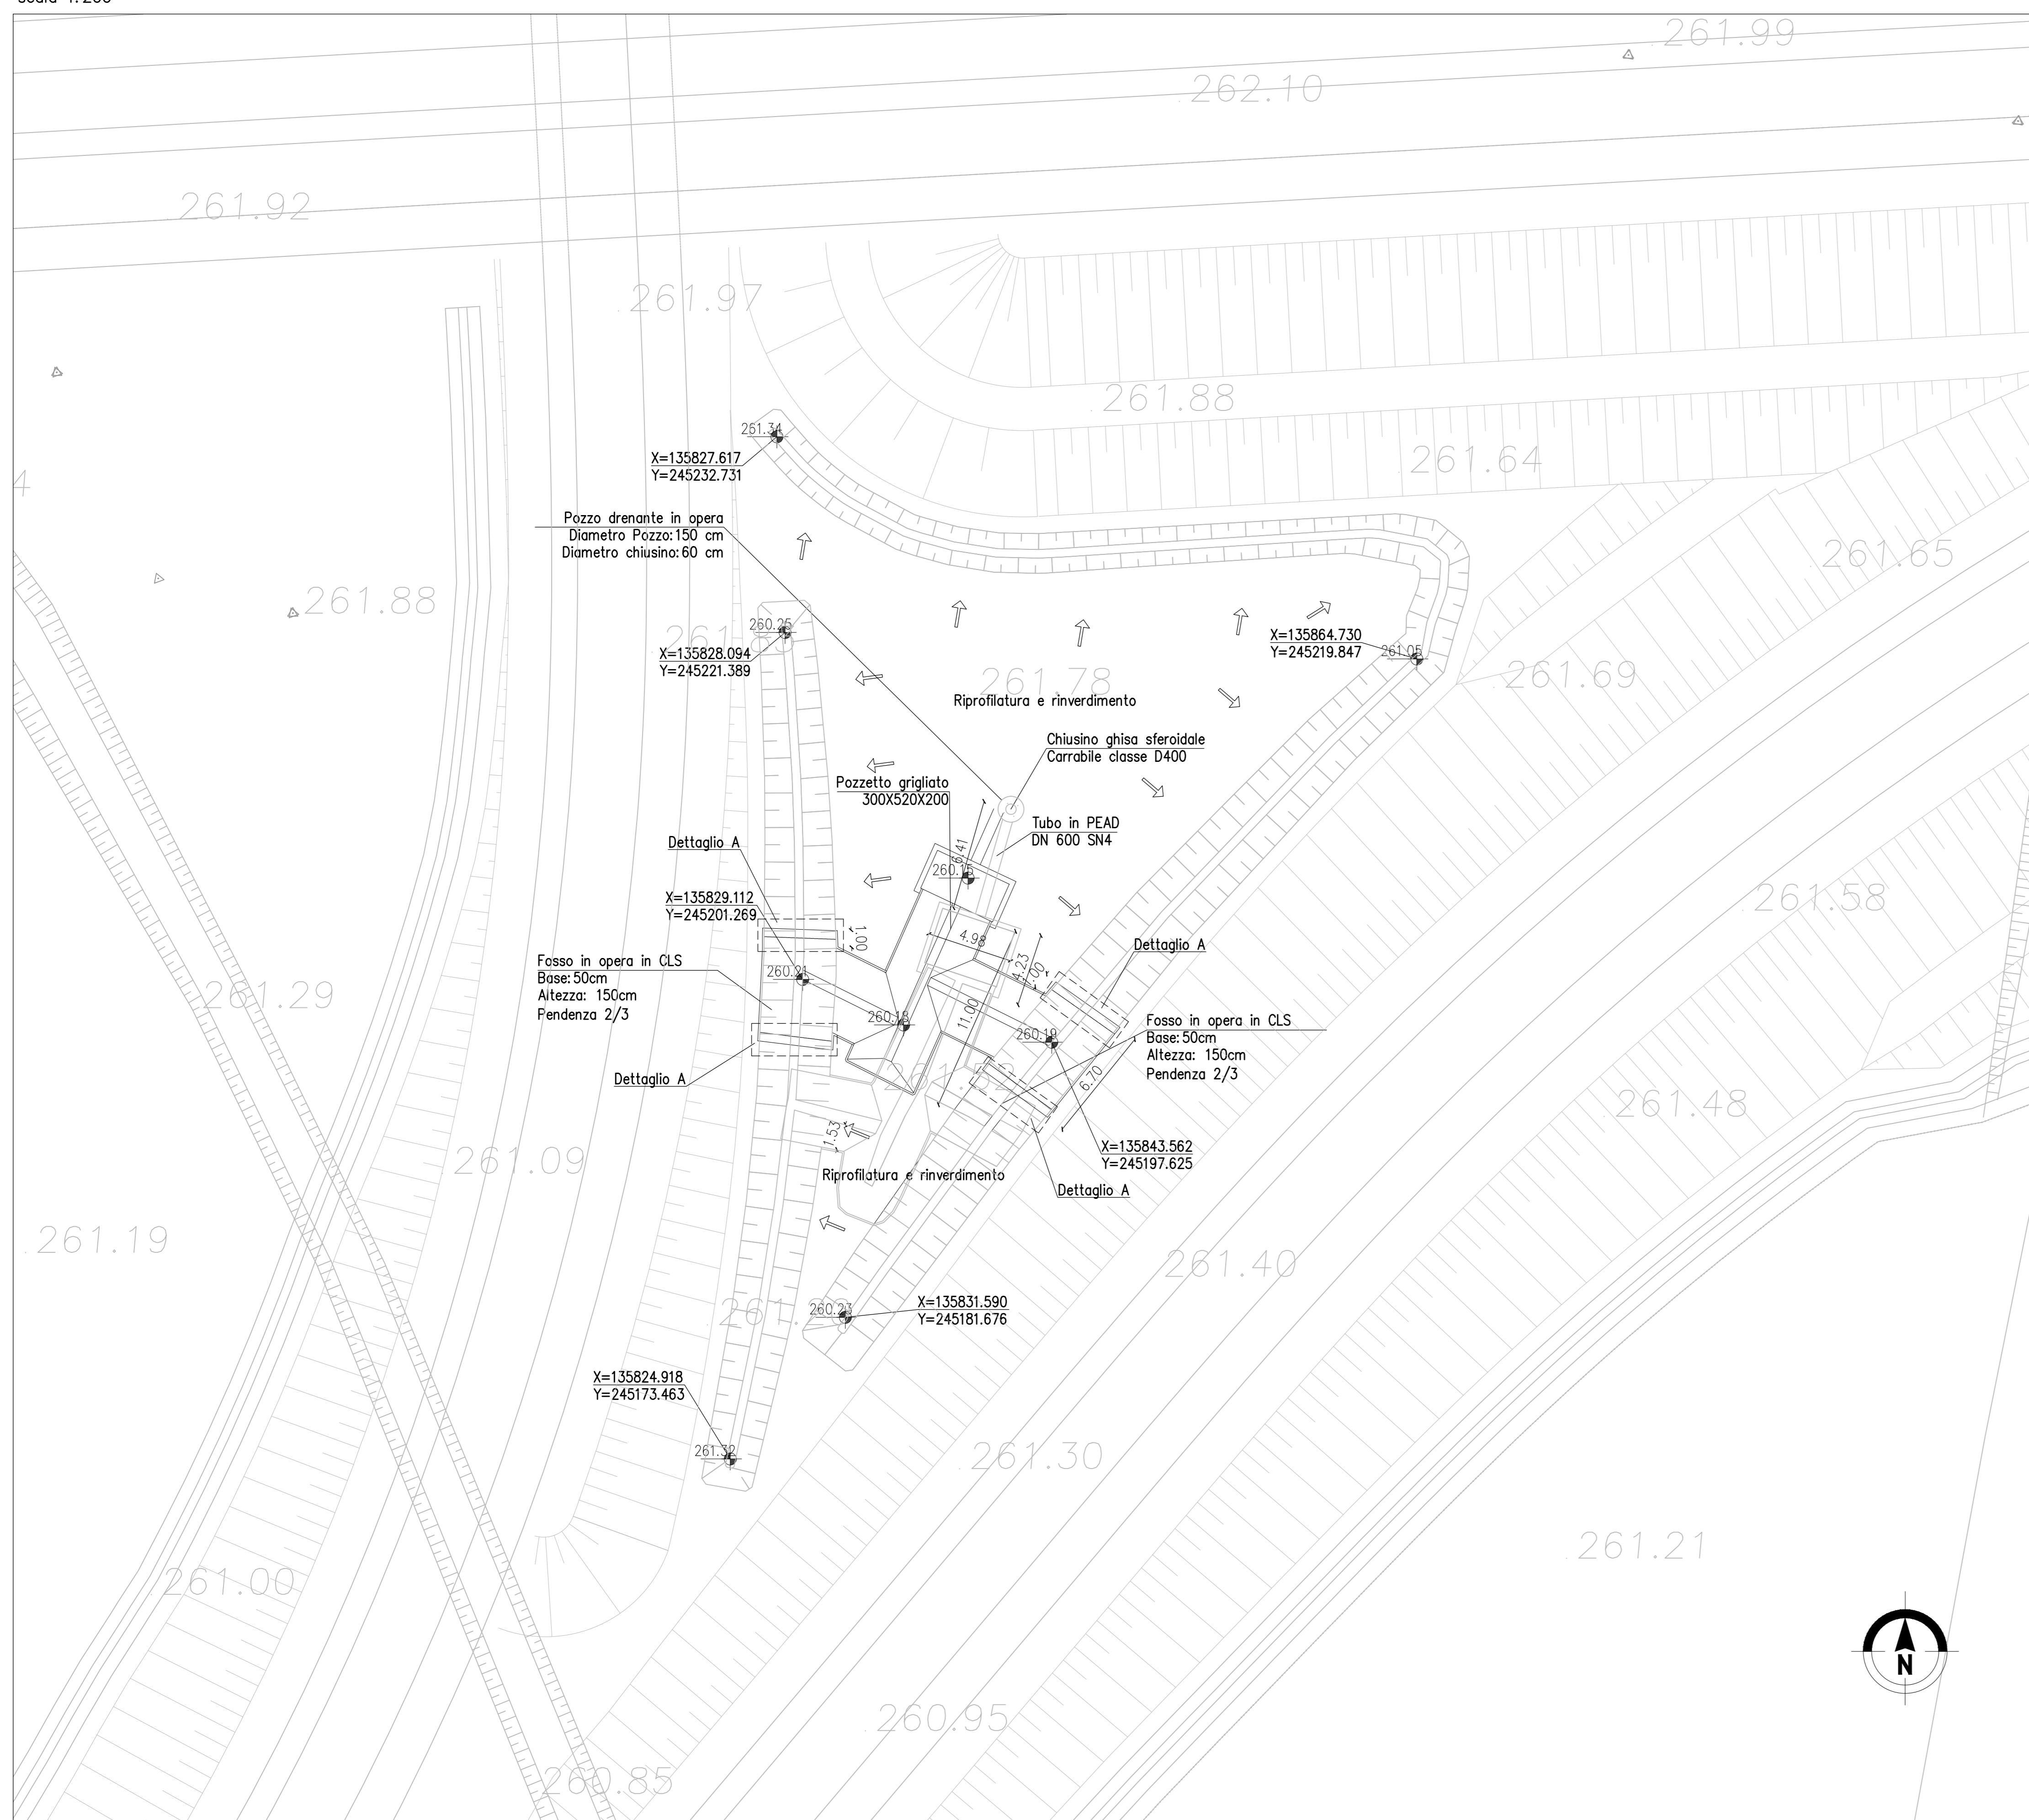 261.99
262.10
261.92
261.97
261.88
261.34
X=135827.617
Y=245232.731
261.64
Pozzo drenante in opera
Diametro Pozzo:150 cm
Diametro chiusino:60 cm
261.65
261.88
260.25
X=135828.094
Y=245221.389
X=135864.730
Y=245219.847
261.05
261.78
261.69
Riprofilatura e rinverdimento
Chiusino ghisa sferoidale
Carrabile classe D400
Pozzetto grigliato
300X520X200
Tubo in PEAD
DN 600 SN4
Dettaglio A
6.41
260.15
261.58
X=135829.112
Y=245201.269
1.00
4.98
Dettaglio A
4.23
1.00
Fosso in opera in CLS
Base:50cm
Altezza: 150cm
Pendenza 2/3
260.21
261.29
11.00
260.18
260.19
Fosso in opera in CLS
Base:50cm
Altezza: 150cm
Pendenza 2/3
Dettaglio A
261.52
6.70
261.48
1.53
X=135843.562
Y=245197.625
261.09
Riprofilatura e rinverdimento
Dettaglio A
261.19
261.40
260.23
X=135831.590
Y=245181.676
X=135824.918
Y=245173.463
261.32
261.30
261.21
261.00
N
260.95
260.85